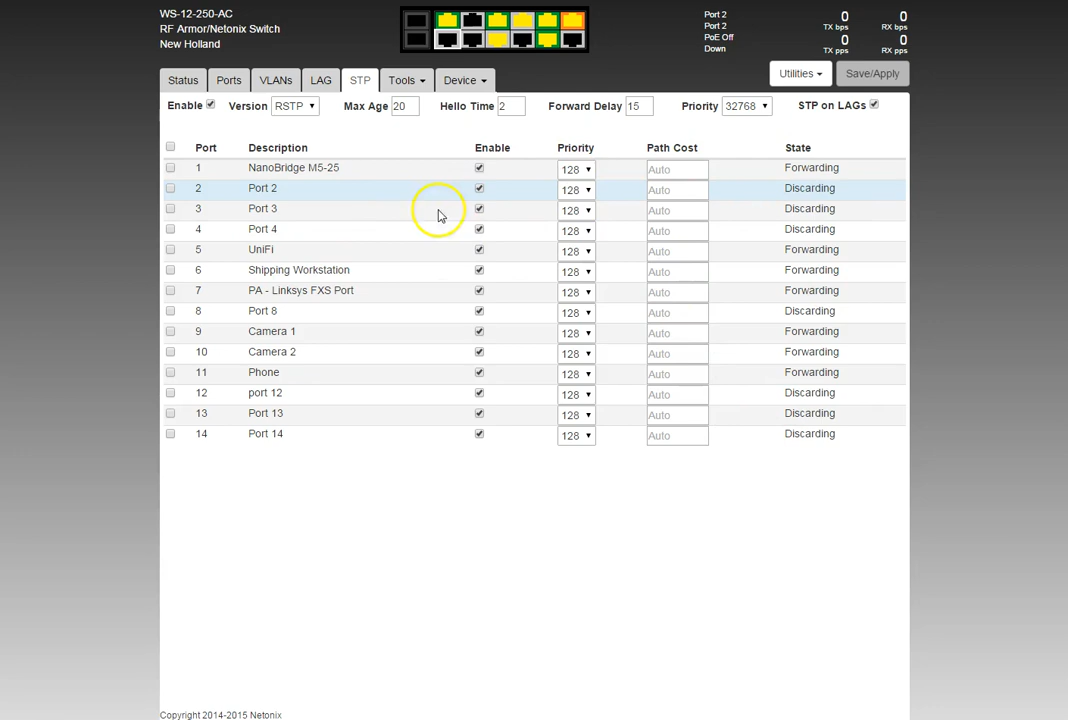 WS-12-250-AC
RF Armor/Netonix Switch
New Holland
Port 2
Port 2
PoE Off
Down
0 TX bps 0 RX bps
0 TX pps 0 RX pps
Utilities Save/Apply
Status Ports VLANs LAG STP Tools Device
Enable Version RSTP Max Age 20 Hello Time 2 Forward Delay 15 Priority 32768 STP on LAGs
Port Description Enable Priority Path Cost State
1 NanoBridge M5-25 128 Auto Forwarding
2 Port 2 128 Auto Discarding
3 Port 3 128 Auto Discarding
4 Port 4 128 Auto Discarding
5 UniFi 128 Auto Forwarding
6 Shipping Workstation 128 Auto Forwarding
7 PA - Linksys FXS Port 128 Auto Forwarding
8 Port 8 128 Auto Discarding
9 Camera 1 128 Auto Forwarding
10 Camera 2 128 Auto Forwarding
11 Phone 128 Auto Forwarding
12 port 12 128 Auto Discarding
13 Port 13 128 Auto Discarding
14 Port 14 128 Auto Discarding
Copyright 2014-2015 Netonix